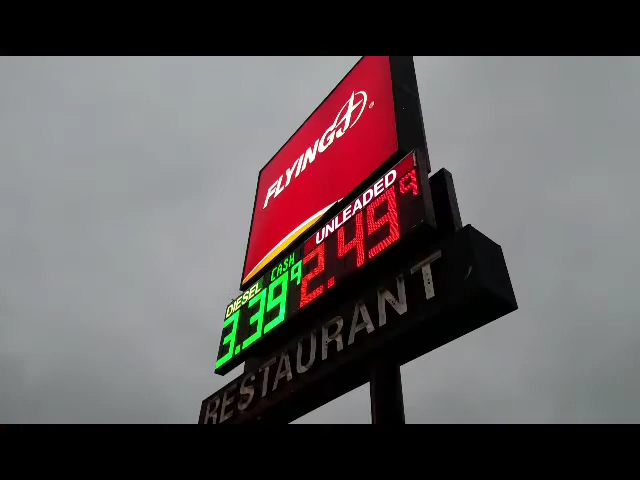 FLYING J
®
UNLEADED
2.49 9
DIESEL CASH
3.39 9
RESTAURANT